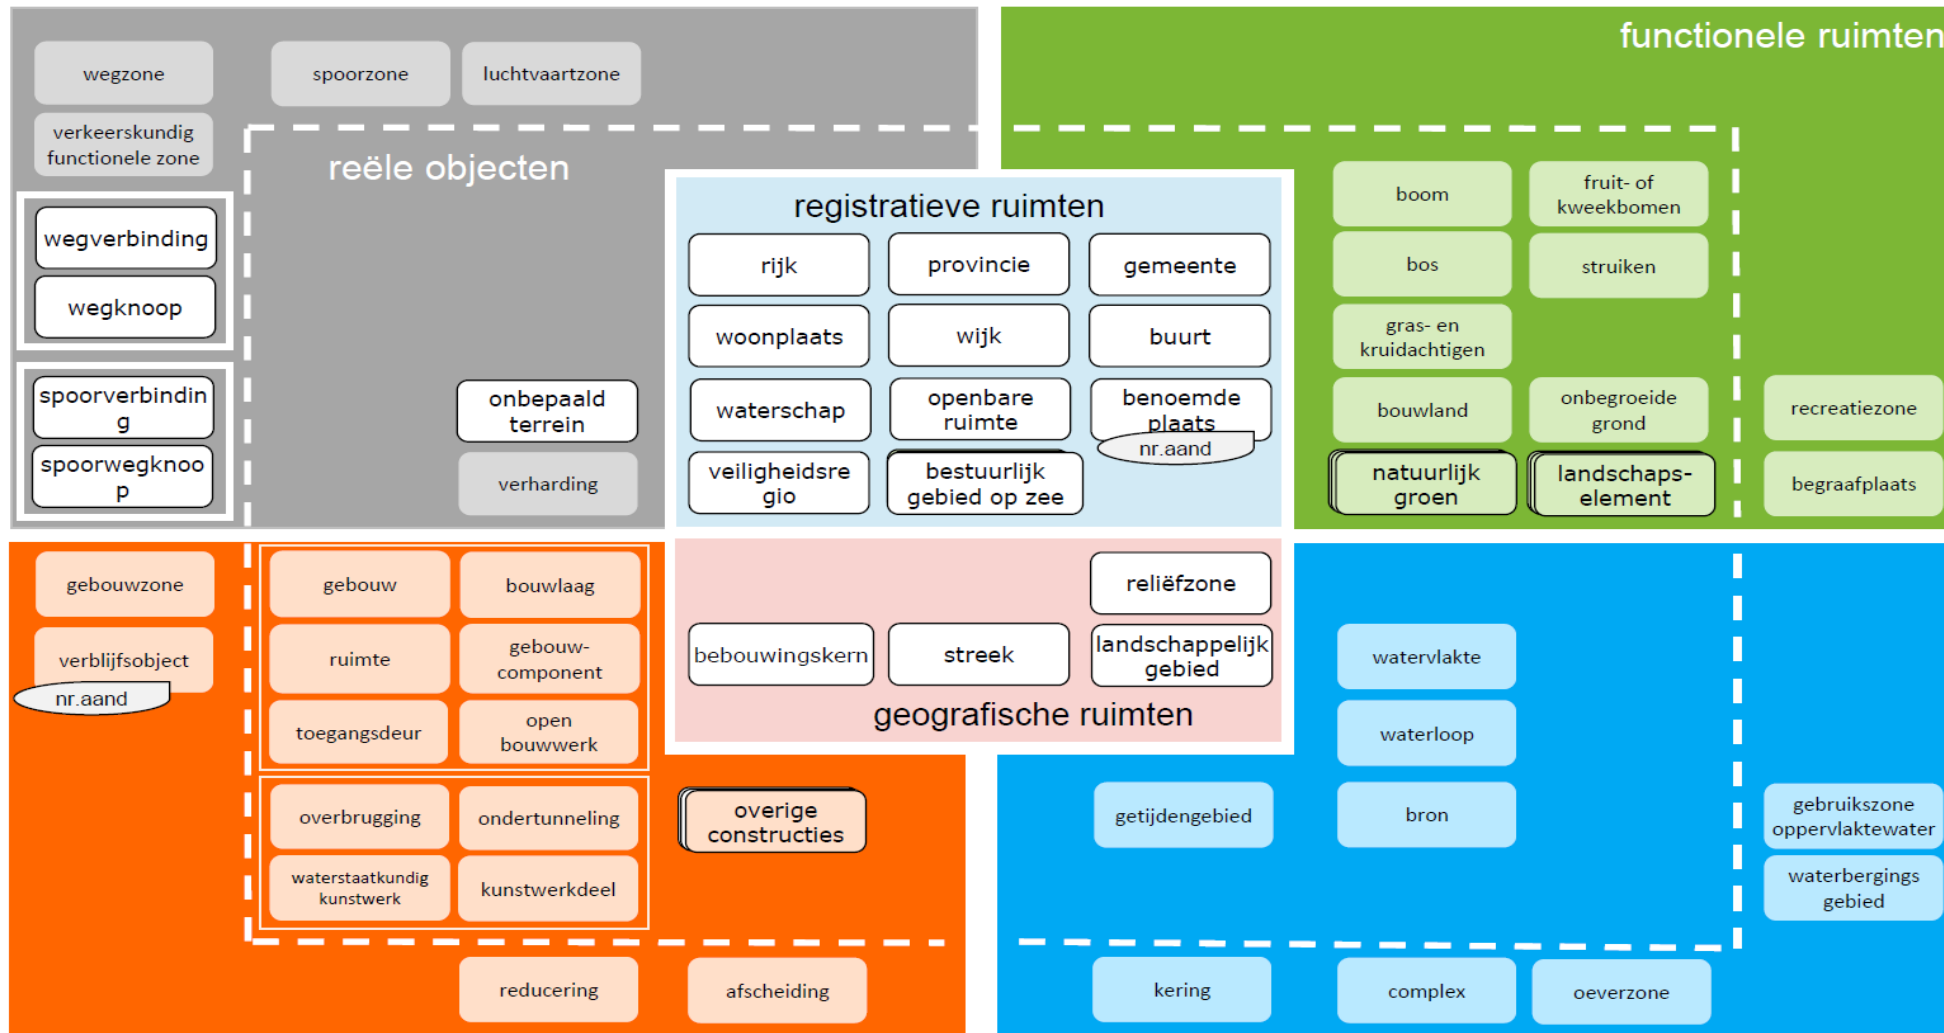 functionele ruimten
wegzone
spoorzone
luchtvaartzone
verkeerskundig
functionele zone
reële objecten
wegverbinding
wegknoop
spoorverbindin
g
spoorwegknoo
p
onbepaald
terrein
verharding
registratieve ruimten
rijk
provincie
gemeente
woonplaats
wijk
buurt
waterschap
openbare
ruimte
benoemde
plaats
nr.aand
veiligheidsre
gio
bestuurlijk
gebied op zee
boom
fruit- of
kweekbomen
bos
struiken
gras- en
kruidachtigen
bouwland
onbegroeide
grond
natuurlijk
groen
landschaps-
element
recreatiezone
begraafplaats
gebouwzone
verblijfsobject
nr.aand
gebouw
bouwlaag
ruimte
gebouw-
component
toegangsdeur
open
bouwwerk
overbrugging
ondertunneling
waterstaatkundig
kunstwerk
kunstwerkdeel
overige
constructies
reducering
afscheiding
reliëfzone
bebouwingskern
streek
landschappelijk
gebied
geografische ruimten
watervlakte
waterloop
getijdengebied
bron
gebruikszone
oppervlaktewater
waterbergings
gebied
kering
complex
oeverzone